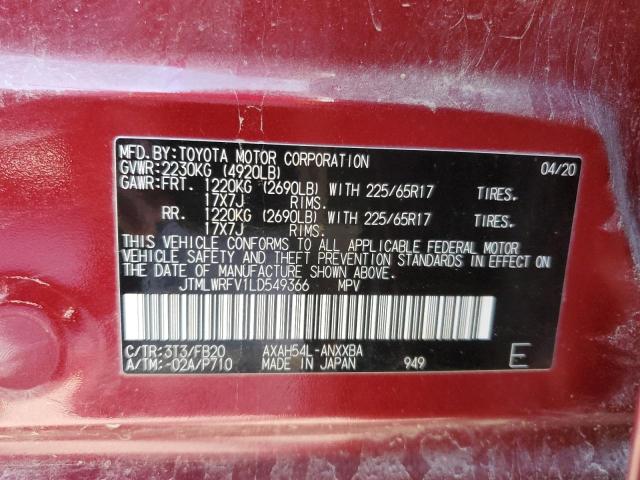 MFD.BY:TOYOTA MOTOR CORPORATION 04/20
GVWR:2230KG (4920LB)
GAWR:FRT. 1220KG (2690LB) WITH 225/65R17 TIRES.
17X7J RIMS.
RR. 1220KG (2690LB) WITH 225/65R17 TIRES.
17X7J RIMS.
THIS VEHICLE CONFORMS TO ALL APPLICABLE FEDERAL MOTOR
VEHICLE SAFETY AND THEFT PREVENTION STANDARDS IN EFFECT ON
THE DATE OF MANUFACTURE SHOWN ABOVE.
JTMLWRFV1LD549366 MPV
C/TR:3T3/FB20 AXAH54L-ANXXBA
A/TM:-02A/P710 MADE IN JAPAN 949 E